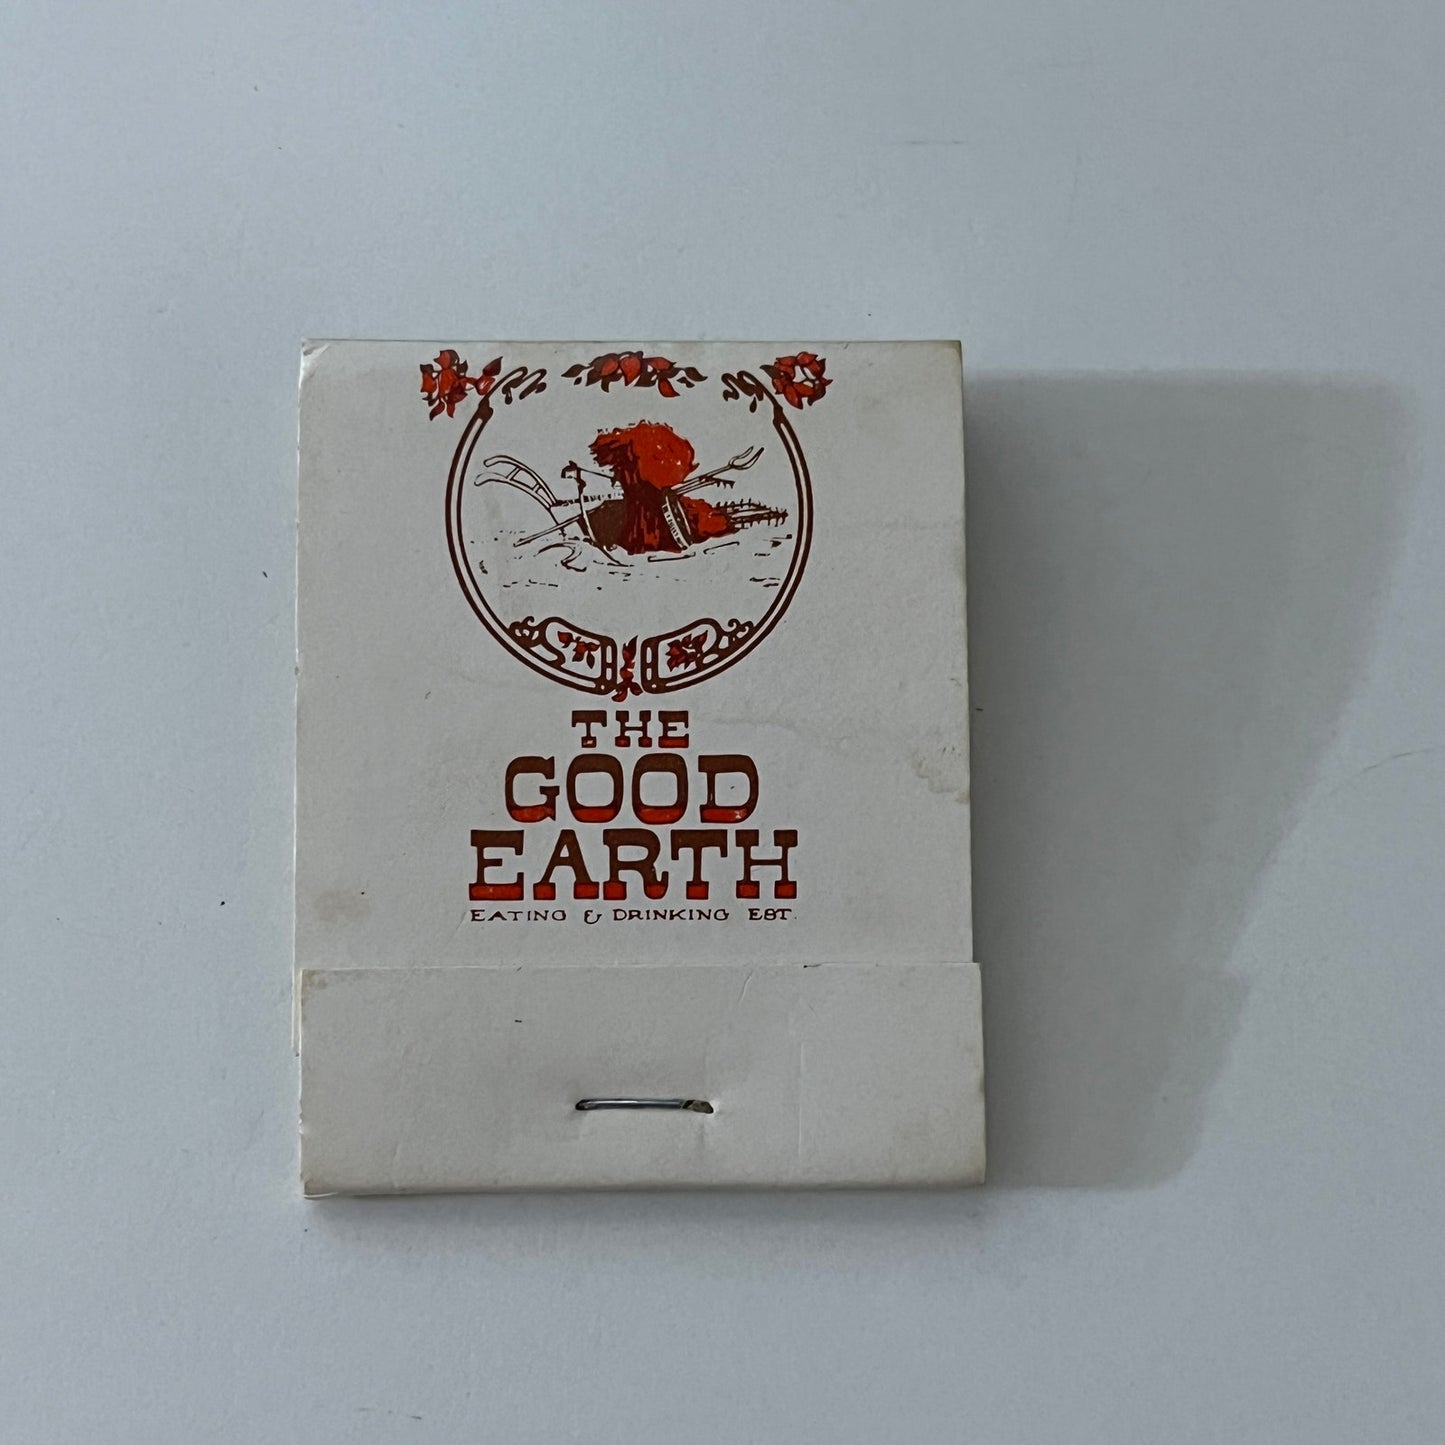 THE
GOOD
EARTH
EATING & DRINKING EST.